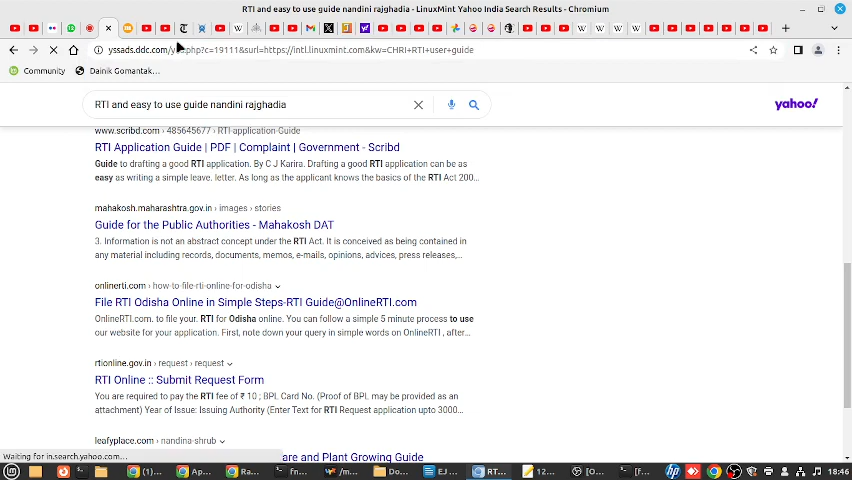 RTI and easy to use guide nandini rajghadia - LinuxMint Yahoo India Search Results - Chromium
yssads.ddc.com/ys.php?c=19111&surl=https://intl.linuxmint.com&kw=CHRI+RTI+user+guide
Community
Dainik Gomantak...
RTI and easy to use guide nandini rajghadia
yahoo!
www.scribd.com › 485645677 › RTI-application-Guide
RTI Application Guide | PDF | Complaint | Government - Scribd
Guide to drafting a good RTI application. By C J Karira. Drafting a good RTI application can be as
easy as writing a simple leave. letter. As long as the applicant knows the basics of the RTI Act 200...
mahakosh.maharashtra.gov.in › images › stories
Guide for the Public Authorities - Mahakosh DAT
3. Information is not an abstract concept under the RTI Act. It is conceived as being contained in
any material including records, documents, memos, e-mails, opinions, advices, press releases,...
onlinerti.com › how-to-file-rti-online-for-odisha
File RTI Odisha Online in Simple Steps-RTI Guide@OnlineRTI.com
OnlineRTI.com. to file your. RTI for Odisha online. You can follow a simple 5 minute process to use
our website for your application. First, note down your query in simple words on OnlineRTI , after...
rtionline.gov.in › request › request
RTI Online :: Submit Request Form
You are required to pay the RTI fee of ₹ 10 ; BPL Card No. (Proof of BPL may be provided as an
attachment) Year of Issue: Issuing Authority (Enter Text for RTI Request application upto 3000...
leafyplace.com › nandina-shrub
are and Plant Growing Guide
Waiting for in.search.yahoo.com...
(1)...
Ap...
Ra...
fn...
/m...
Do...
EJ ...
RT...
12...
[O...
[F...
18:46